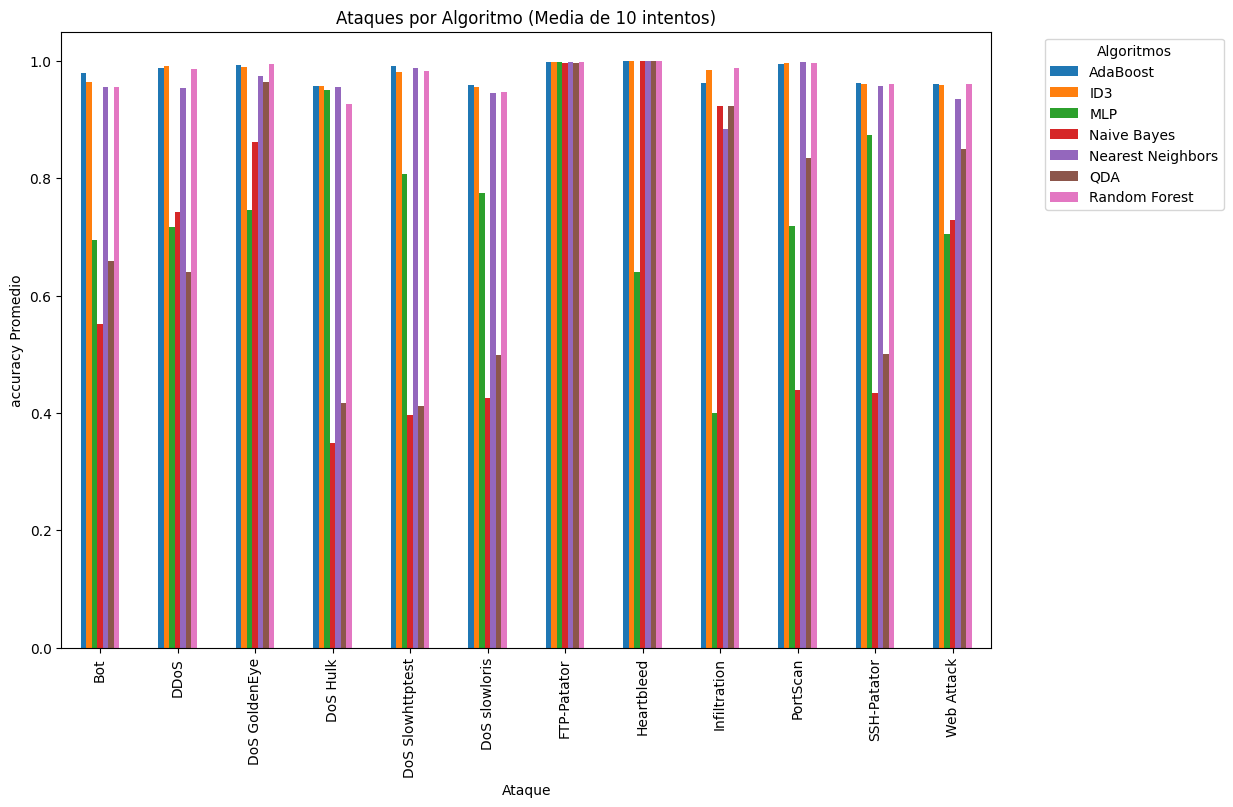 Ataques por Algoritmo (Media de 10 intentos)
Algoritmos
AdaBoost
ID3
MLP
Naive Bayes
Nearest Neighbors
QDA
Random Forest
accuracy Promedio
1.0
0.8
0.6
0.4
0.2
0.0
Bot
DDoS
DoS GoldenEye
DoS Hulk
DoS Slowhttptest
DoS slowloris
FTP-Patator
Heartbleed
Infiltration
PortScan
SSH-Patator
Web Attack
Ataque